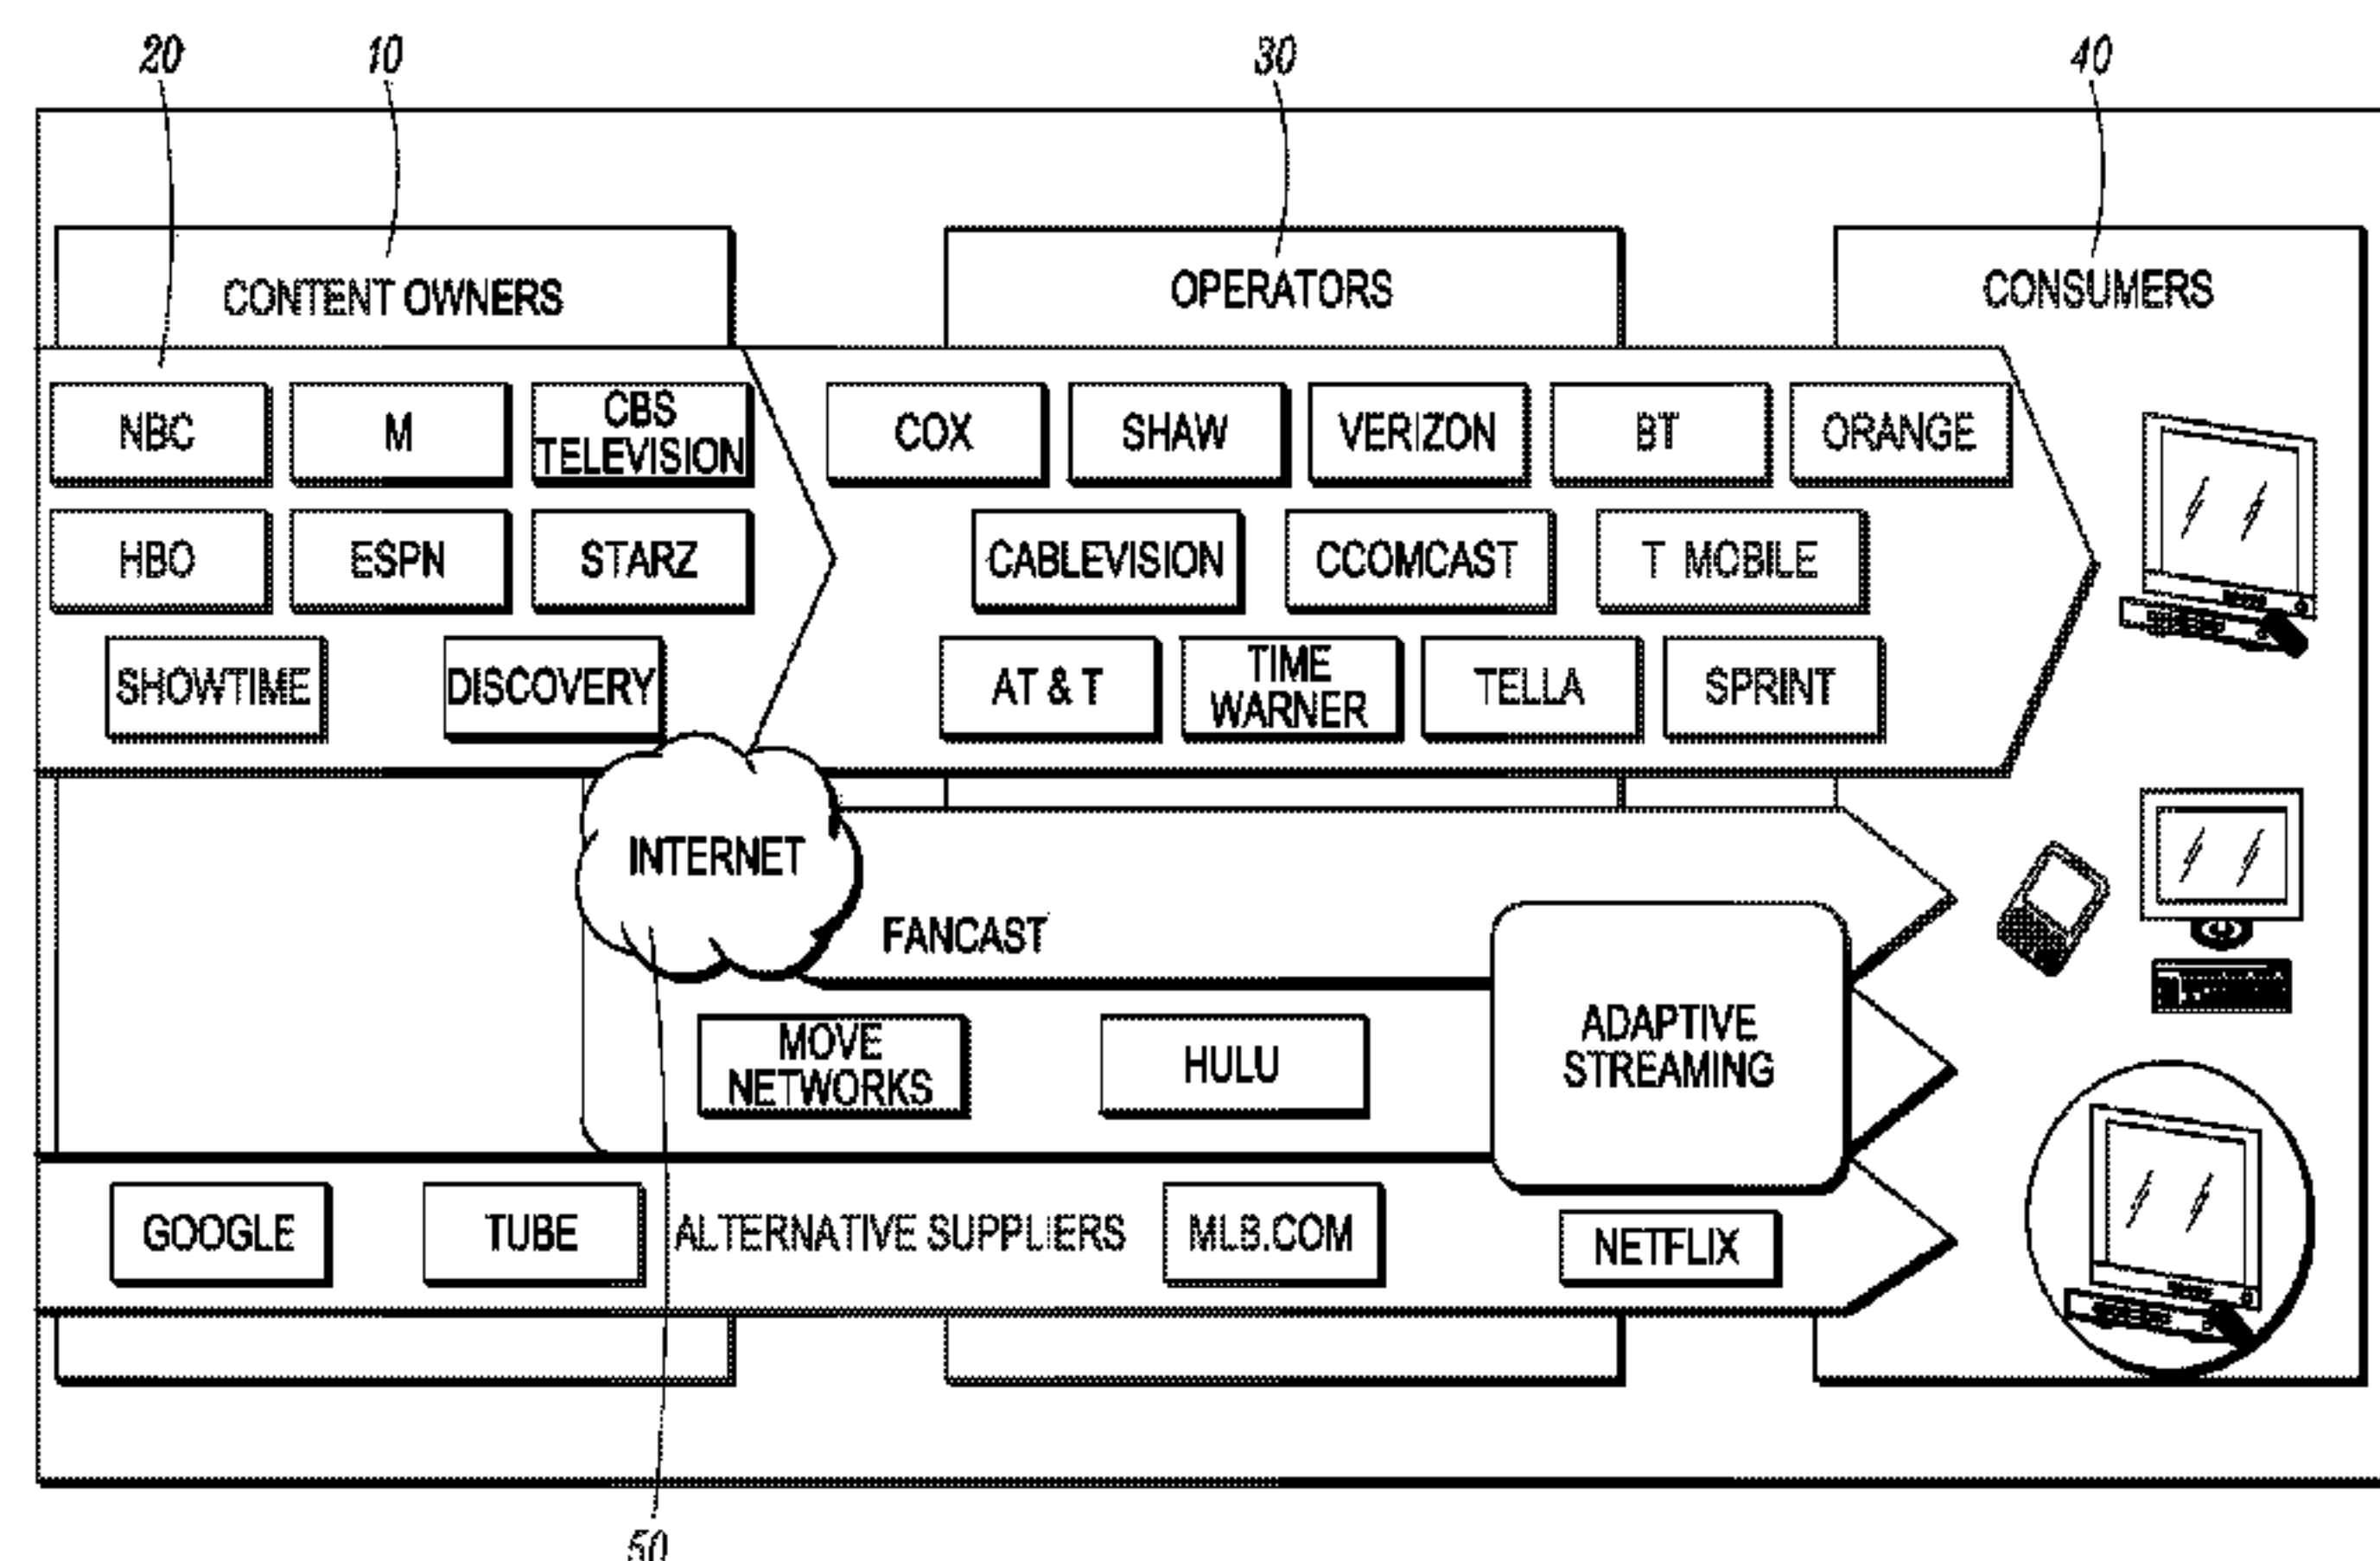 20
10
30
40
CONTENT OWNERS
OPERATORS
CONSUMERS
NBC
M
CBS
TELEVISION
COX
SHAW
VERIZON
BT
ORANGE
HBO
ESPN
STARZ
CABLEVISION
CCOMCAST
T MOBILE
SHOWTIME
DISCOVERY
AT & T
TIME
WARNER
TELLA
SPRINT
INTERNET
FANCAST
MOVE
NETWORKS
HULU
ADAPTIVE
STREAMING
GOOGLE
TUBE
ALTERNATIVE SUPPLIERS
MLB.COM
NETFLIX
50